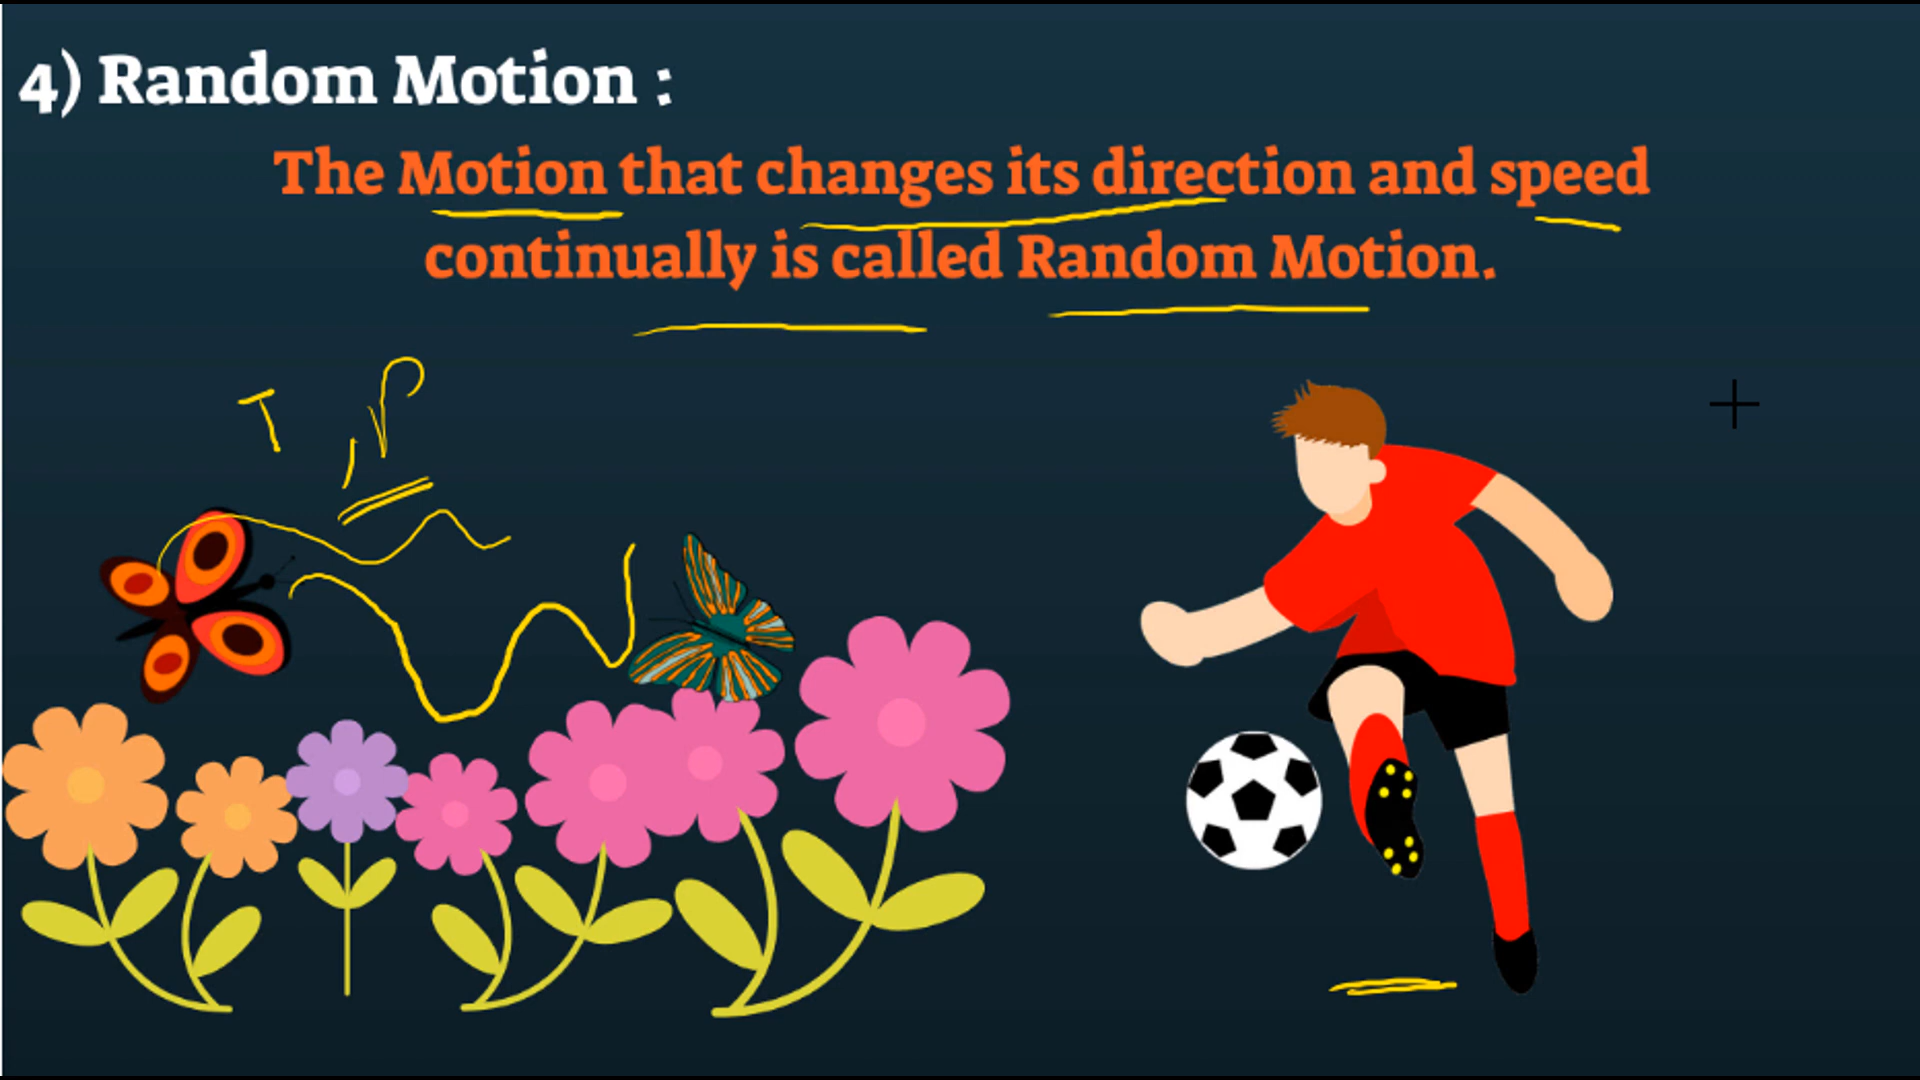 4) Random Motion :
The Motion that changes its direction and speed
continually is called Random Motion.